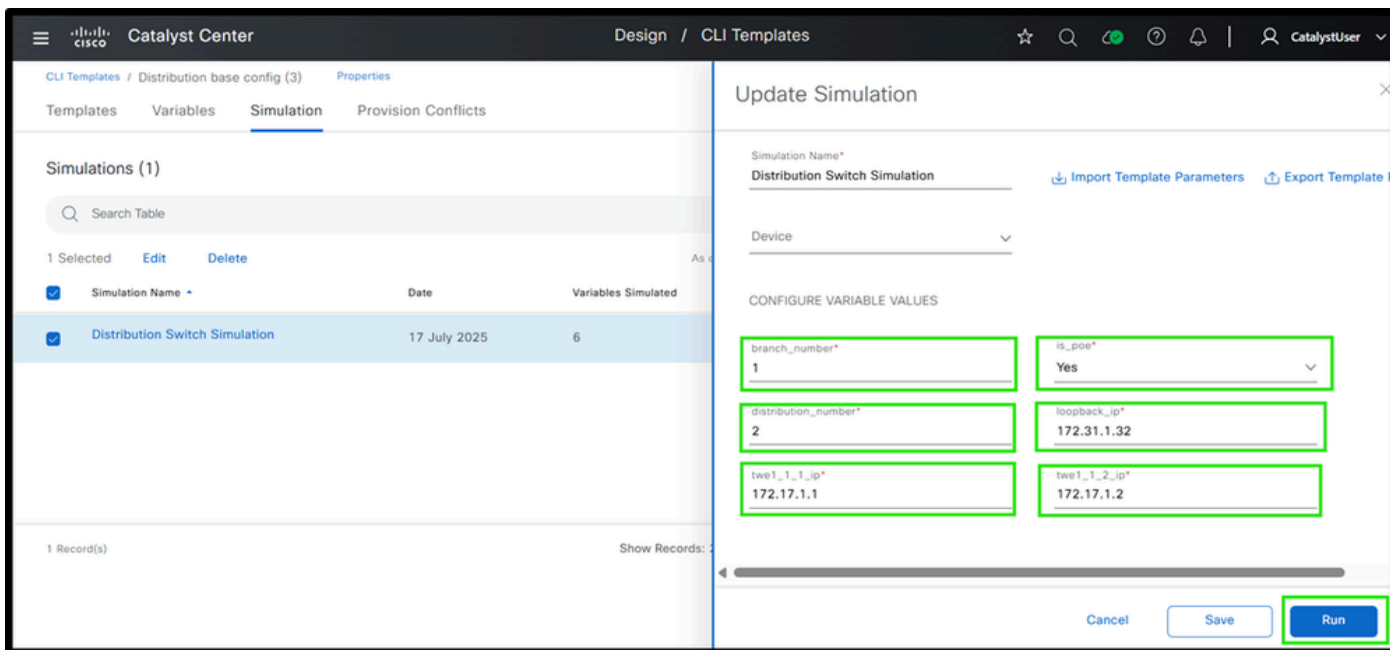 cisco Catalyst Center
Design / CLI Templates
CatalystUser
CLI Templates / Distribution base config (3) Properties
Templates Variables Simulation Provision Conflicts
Simulations (1)
Search Table
1 Selected Edit Delete
As
Simulation Name Date Variables Simulated
Distribution Switch Simulation 17 July 2025 6
1 Record(s)
Show Records:
Update Simulation
Simulation Name*
Distribution Switch Simulation
Import Template Parameters Export Template
Device
CONFIGURE VARIABLE VALUES
branch_number* is_poe*
1 Yes
distribution_number* loopback_ip*
2 172.31.1.32
twe1_1_1_ip* twe1_1_2_ip*
172.17.1.1 172.17.1.2
Cancel Save Run